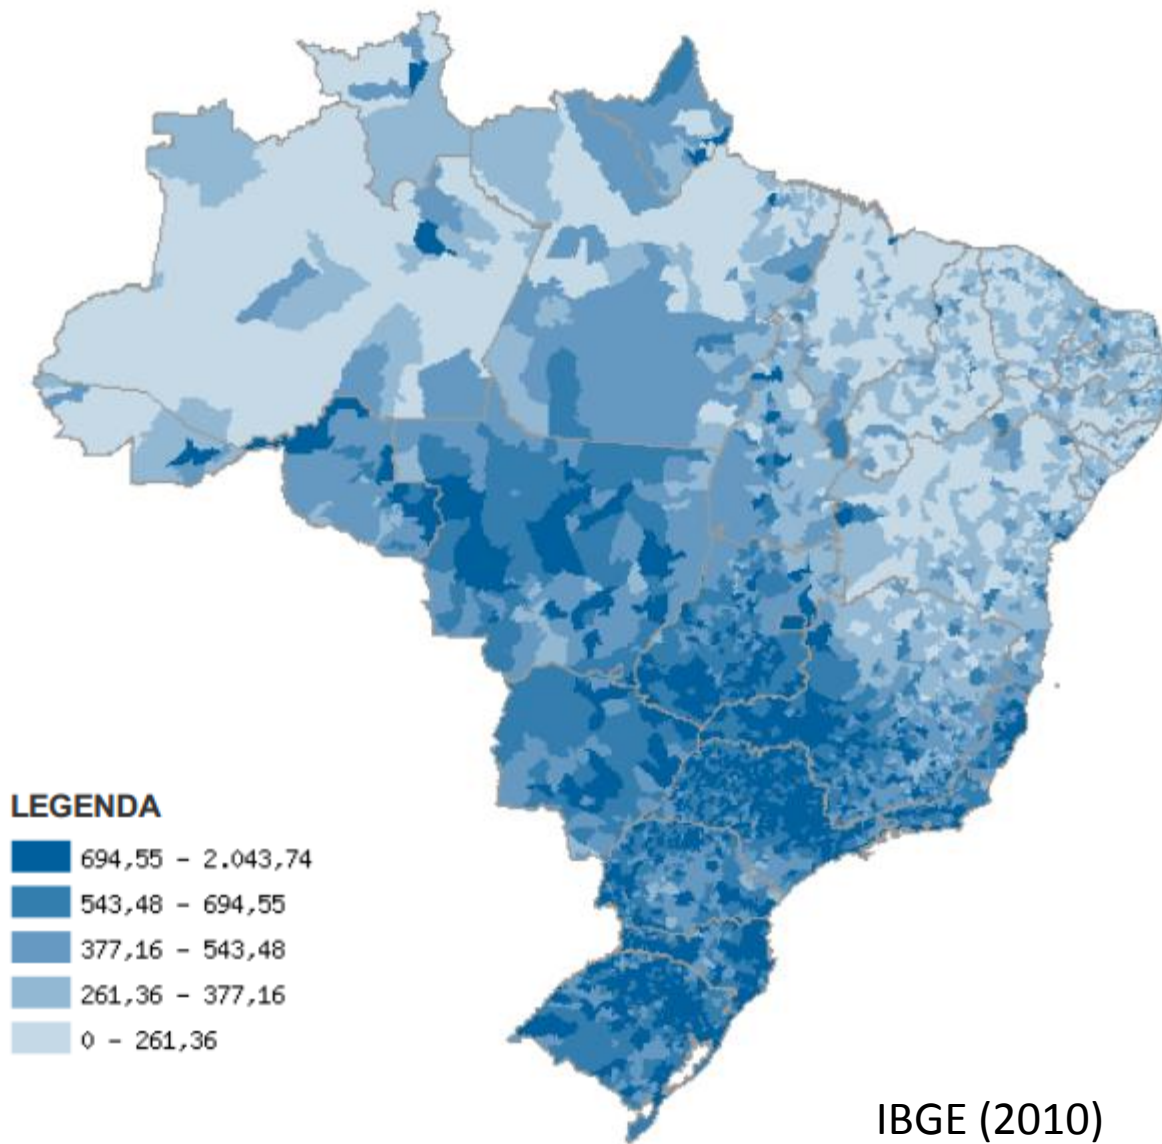 LEGENDA
694,55 - 2.043,74
543,48 - 694,55
377,16 - 543,48
261,36 - 377,16
0 - 261,36
IBGE (2010)